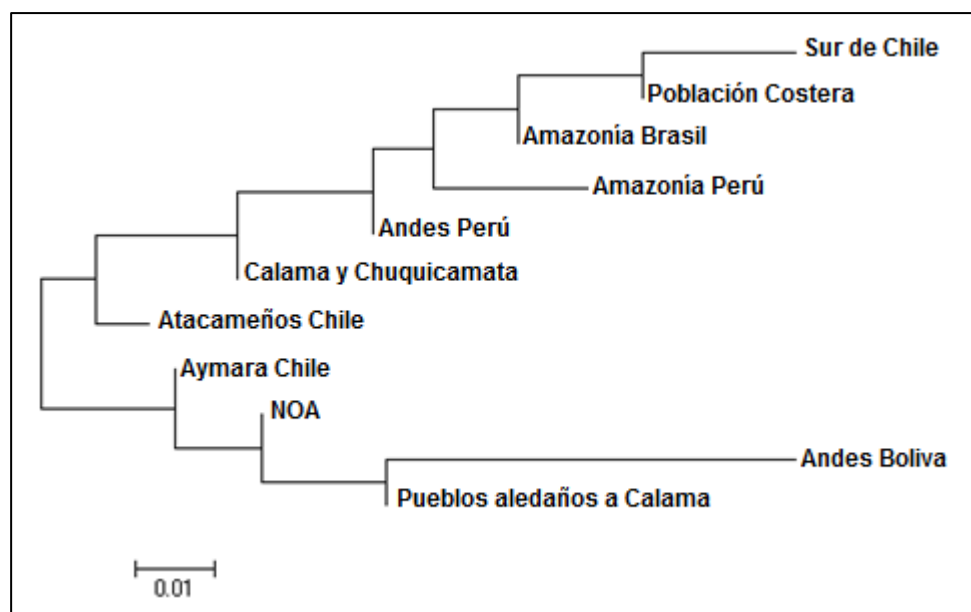 Sur de Chile
Población Costera
Amazonía Brasil
Amazonía Perú
Andes Perú
Calama y Chuquicamata
Atacameños Chile
Aymara Chile
NOA
Andes Boliva
Pueblos aledaños a Calama
0.01